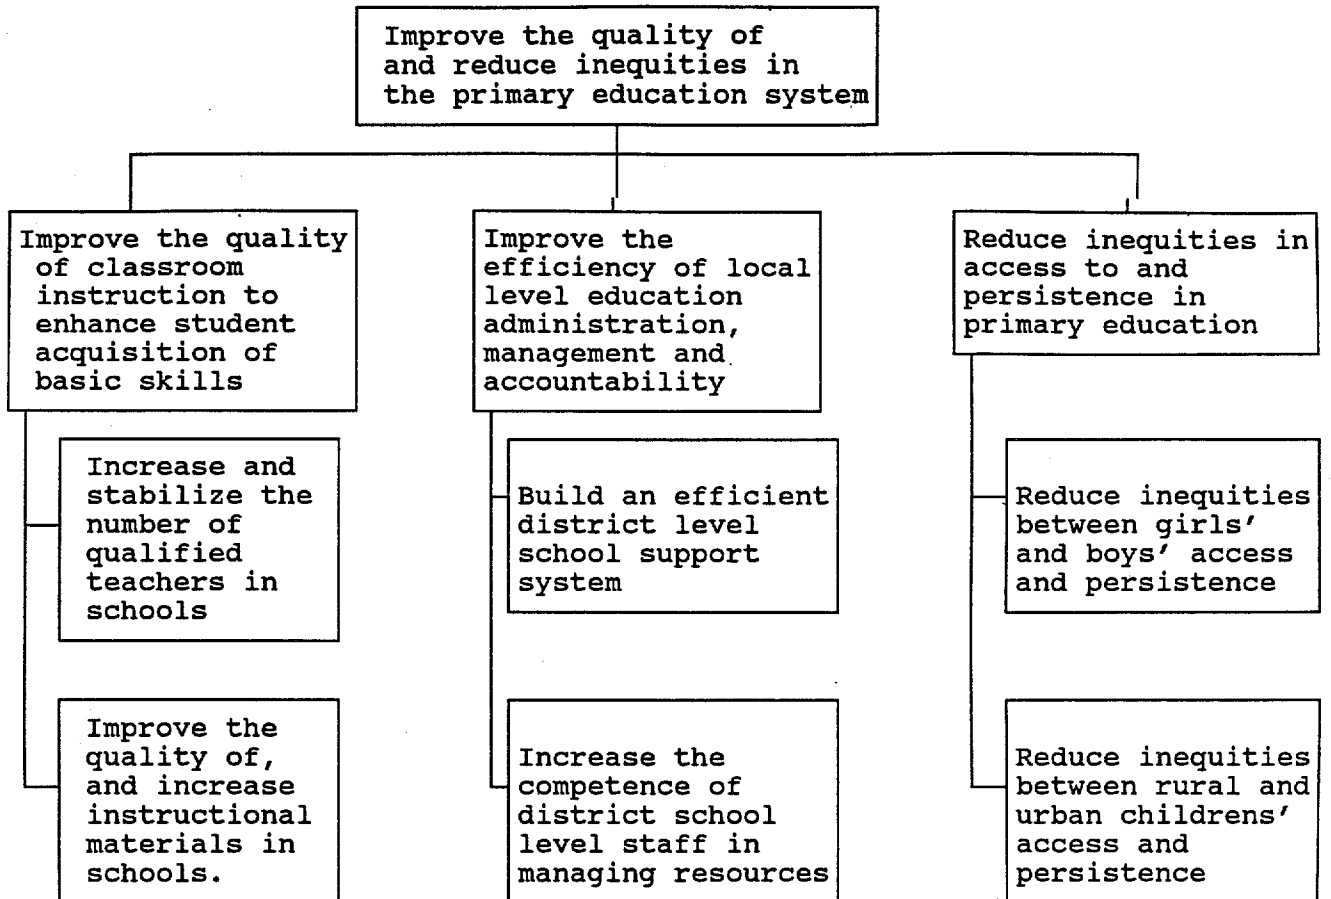 Improve the quality of
and reduce inequities in
the primary education system
Improve the quality
of classroom
instruction to
enhance student
acquisition of
basic skills
Improve the
efficiency of local
level education
administration,
management and
accountability
Reduce inequities in
access to and
persistence in
primary education
Increase and
stabilize the
number of
qualified
teachers in
schools
Build an efficient
district level
school support
system
Reduce inequities
between girls'
and boys' access
and persistence
Improve the
quality of,
and increase
instructional
materials in
schools.
Increase the
competence of
district school
level staff in
managing resources
Reduce inequities
between rural and
urban childrens'
access and
persistence